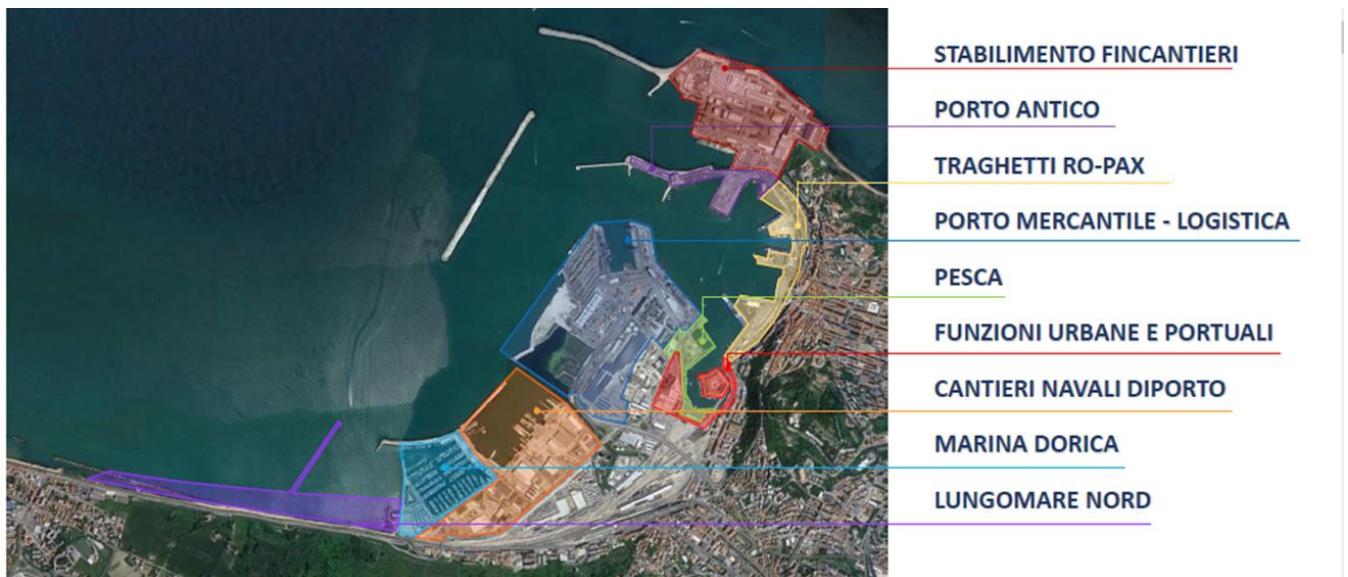 STABILIMENTO FINCANTIERI
PORTO ANTICO
TRAGHETTI RO-PAX
PORTO MERCANTILE - LOGISTICA
PESCA
FUNZIONI URBANE E PORTUALI
CANTIERI NAVALI DIPORTO
MARINA DORICA
LUNGOMARE NORD